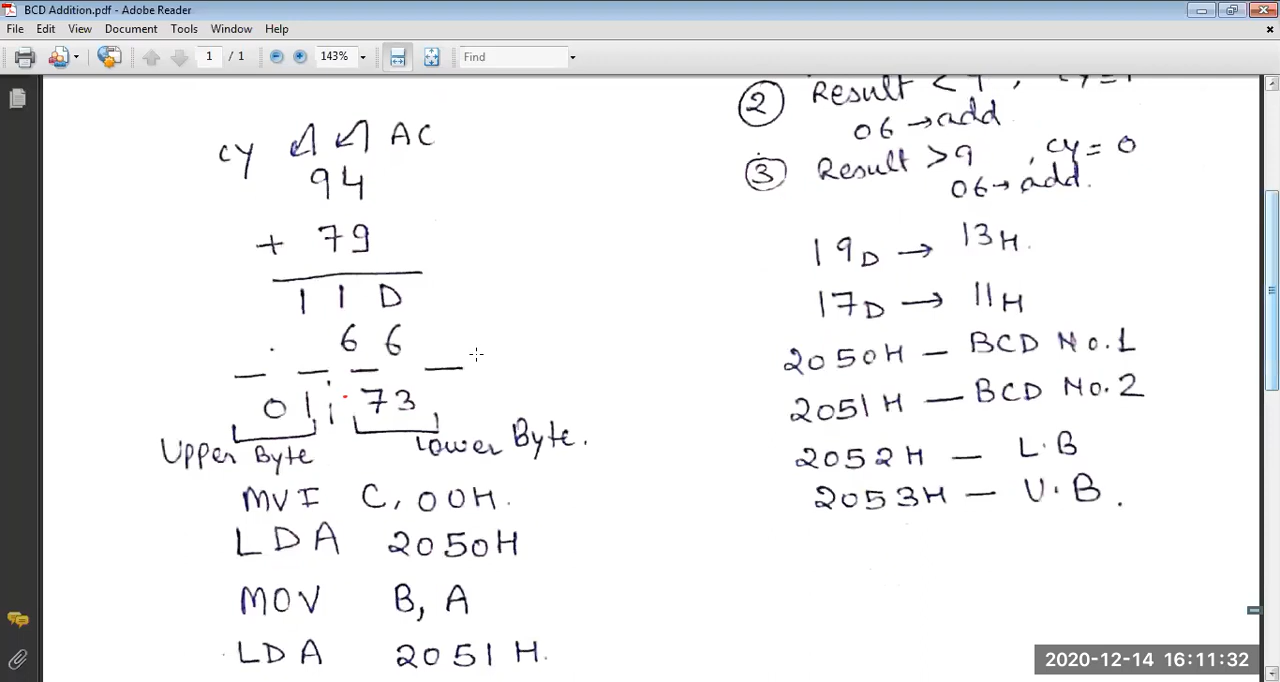 BCD Addition.pdf - Adobe Reader
File Edit View Document Tools Window Help
1 / 1 143% Find
CY AC
94
+ 79
1 1 D
6 6
0 1 73
Upper Byte Lower Byte.
MVI C, 00H.
LDA 2050H
MOV B, A
LDA 2051H.
2 Result <
06 → add
3 Result > 9 , CY = 0
06 → add.
19D → 13H.
17D → 11H
2050H — BCD No.1
2051H — BCD No.2
2052H — L.B
2053H — U.B.
2020-12-14 16:11:32